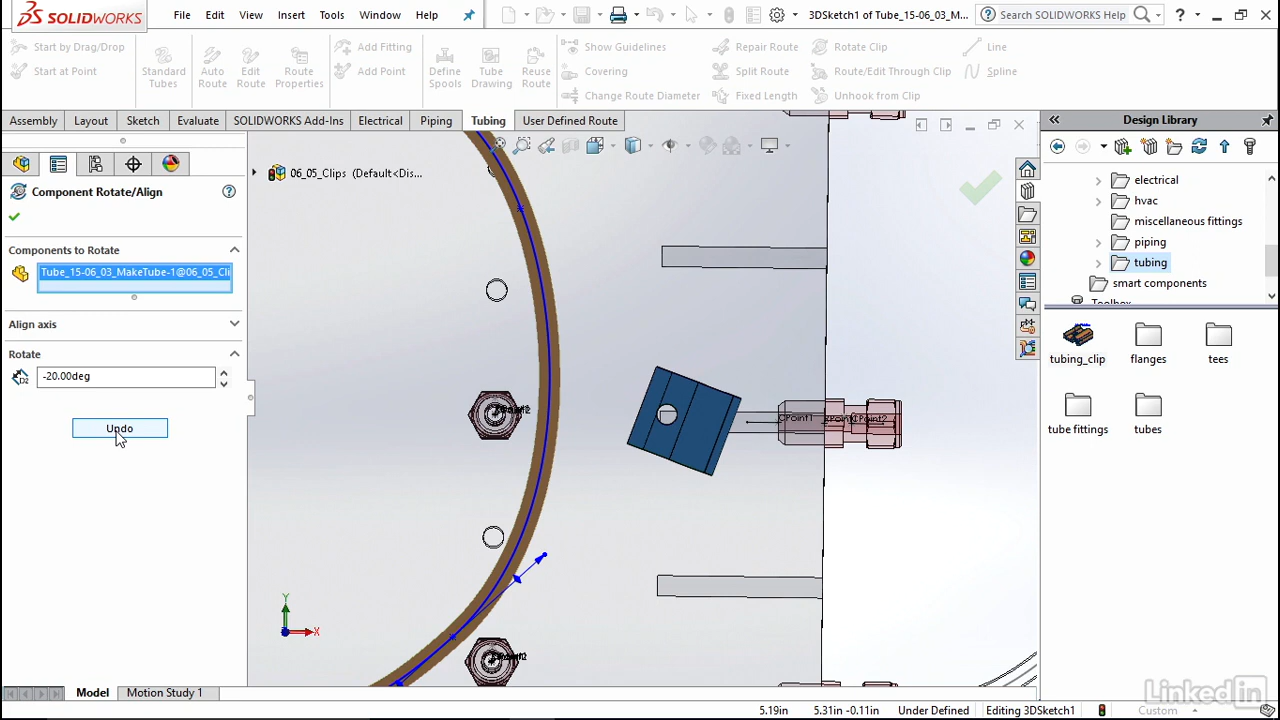 SOLIDWORKS File Edit View Insert Tools Window Help 3DSketch1 of Tube_15-06_03_M... Search SOLIDWORKS Help ?
Start by Drag/Drop
Start at Point
Standard Tubes
Auto Route
Edit Route
Route Properties
Add Fitting
Add Point
Define Spools
Tube Drawing
Reuse Route
Show Guidelines
Covering
Change Route Diameter
Repair Route
Split Route
Fixed Length
Rotate Clip
Route/Edit Through Clip
Unhook from Clip
Line
Spline
Assembly Layout Sketch Evaluate SOLIDWORKS Add-Ins Electrical Piping Tubing User Defined Route
Design Library
06_05_Clips (Default<Dis...
Component Rotate/Align ?
Components to Rotate
Tube_15-06_03_MakeTube-1@06_05_Cli
Align axis
Rotate
D2
-20.00deg
Undo
CPoint1 CPoint2
Y
X
electrical
hvac
miscellaneous fittings
piping
tubing
smart components
Toolbox
tubing_clip flanges tees
tube fittings tubes
Model Motion Study 1
LinkedIn
5.19in 5.31in -0.11in Under Defined Editing 3DSketch1 Custom